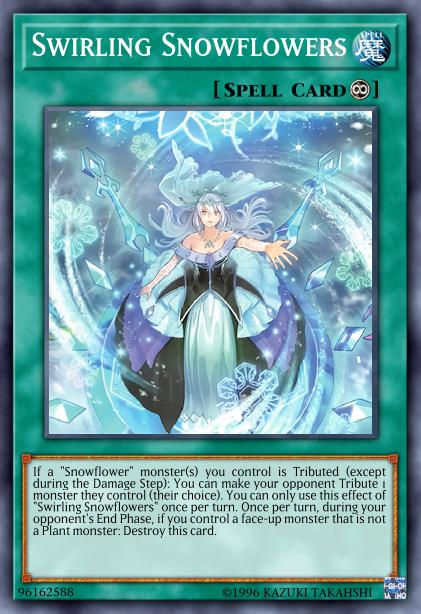 SWIRLING SNOWFLOWERS
SPELL
魔
[SPELL CARD]
If a "Snowflower" monster(s) you control is Tributed (except
during the Damage Step): You can make your opponent Tribute 1
monster they control (their choice). You can only use this effect of
"Swirling Snowflowers" once per turn. Once per turn, during your
opponent's End Phase, if you control a face-up monster that is not
a Plant monster: Destroy this card.
96162588
©1996 KAZUKI TAKAHSHI